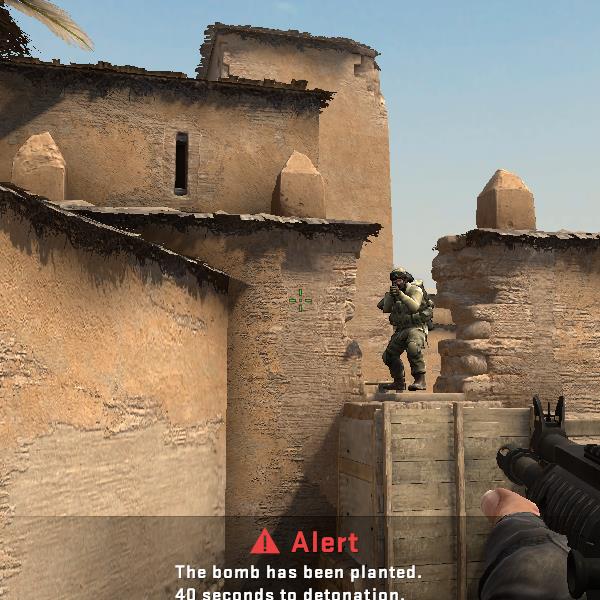 Alert
The bomb has been planted.
40 seconds to detonation.